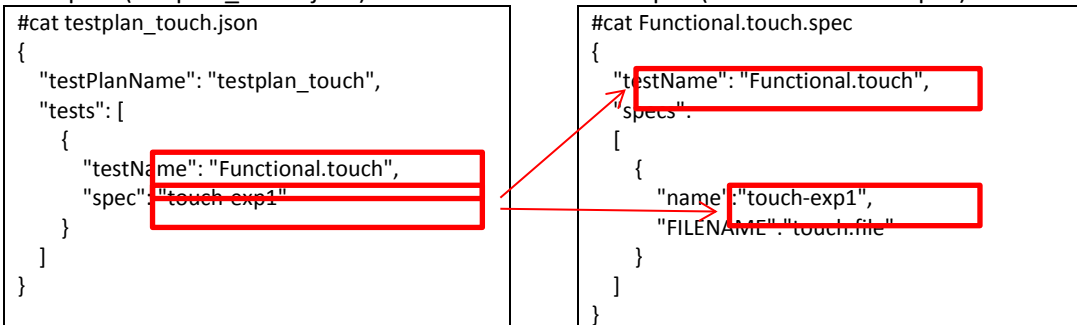 #cat testplan_touch.json
{
"testPlanName": "testplan_touch",
"tests": [
{
"testName": "Functional.touch",
"spec": "touch-exp1"
}
]
}
#cat Functional.touch.spec
{
"testName": "Functional.touch",
"specs":
[
{
"name":"touch-exp1",
"FILENAME":"touch.file"
}
]
}